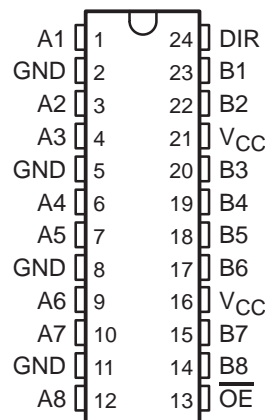 A1 1 24 DIR
GND 2 23 B1
A2 3 22 B2
A3 4 21 VCC
GND 5 20 B3
A4 6 19 B4
A5 7 18 B5
GND 8 17 B6
A6 9 16 VCC
A7 10 15 B7
GND 11 14 B8
A8 12 13 O̅E̅